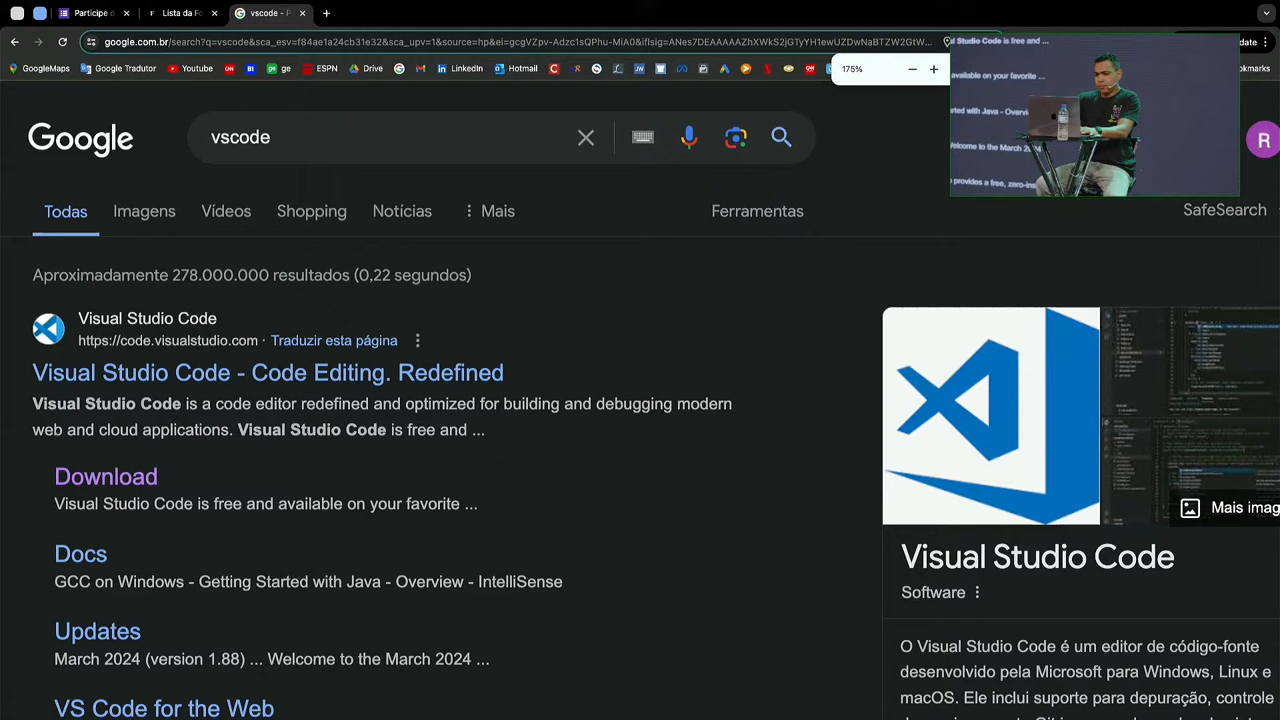 Participe d
Lista da Fo
vscode - P
google.com.br/search?q=vscode&sca_esv=f84ae1a24cb31e32&sca_upv=1&source=hp&ei=gcgVZpv-Adzc1sQPhu-MiA0&iflsig=ANes7DEAAAAAZhXWkS2jGTyYH1ewUZDwNaBTZW2GtW...
GoogleMaps
Google Tradutor
Youtube
BI
ge
ESPN
Drive
LinkedIn
Hotmail
175%
Google
vscode
R
Todas
Imagens
Vídeos
Shopping
Notícias
Mais
Ferramentas
SafeSearch
Aproximadamente 278.000.000 resultados (0,22 segundos)
Visual Studio Code
https://code.visualstudio.com · Traduzir esta página
Visual Studio Code - Code Editing. Redefined
Visual Studio Code is a code editor redefined and optimized for building and debugging modern
web and cloud applications. Visual Studio Code is free and ...
Download
Visual Studio Code is free and available on your favorite ...
Docs
GCC on Windows - Getting Started with Java - Overview - IntelliSense
Updates
March 2024 (version 1.88) ... Welcome to the March 2024 ...
VS Code for the Web
Mais imag
Visual Studio Code
Software
O Visual Studio Code é um editor de código-fonte
desenvolvido pela Microsoft para Windows, Linux e
macOS. Ele inclui suporte para depuração, controle